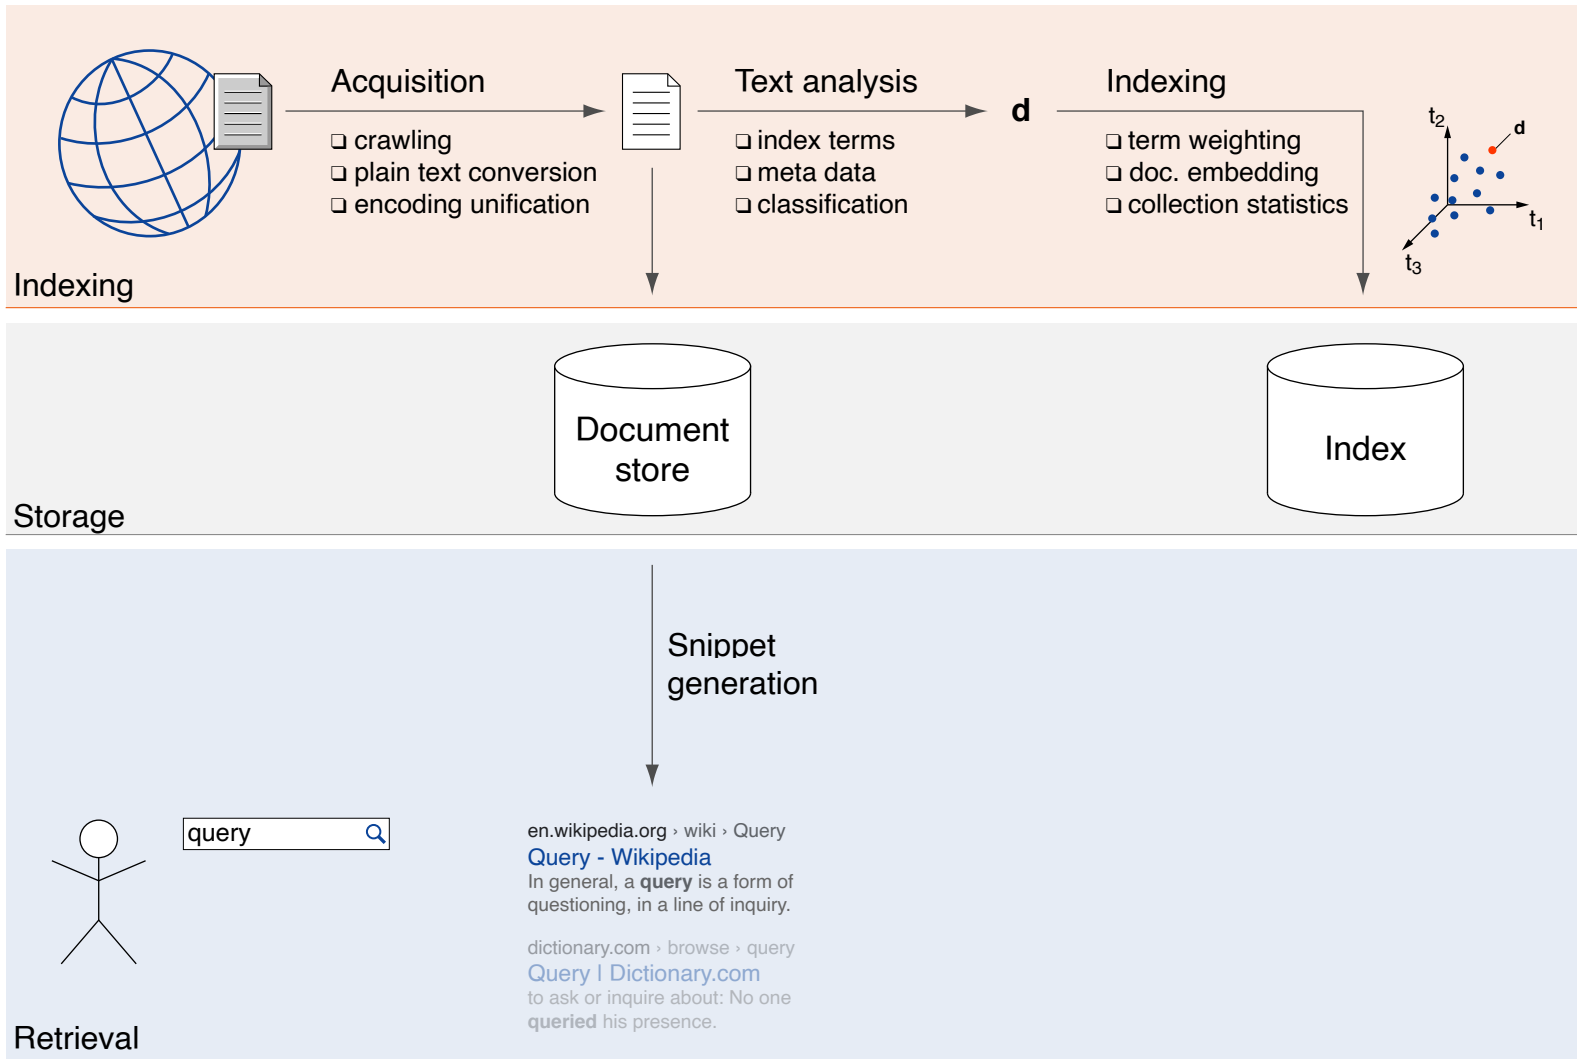 Acquisition
❏ crawling
❏ plain text conversion
❏ encoding unification
Text analysis
❏ index terms
❏ meta data
❏ classification
d
Indexing
❏ term weighting
❏ doc. embedding
❏ collection statistics
t2
d
t1
t3
Indexing
Document
store
Index
Storage
Snippet
generation
query
en.wikipedia.org › wiki › Query
Query - Wikipedia
In general, a query is a form of
questioning, in a line of inquiry.
dictionary.com › browse › query
Query | Dictionary.com
to ask or inquire about: No one
queried his presence.
Retrieval